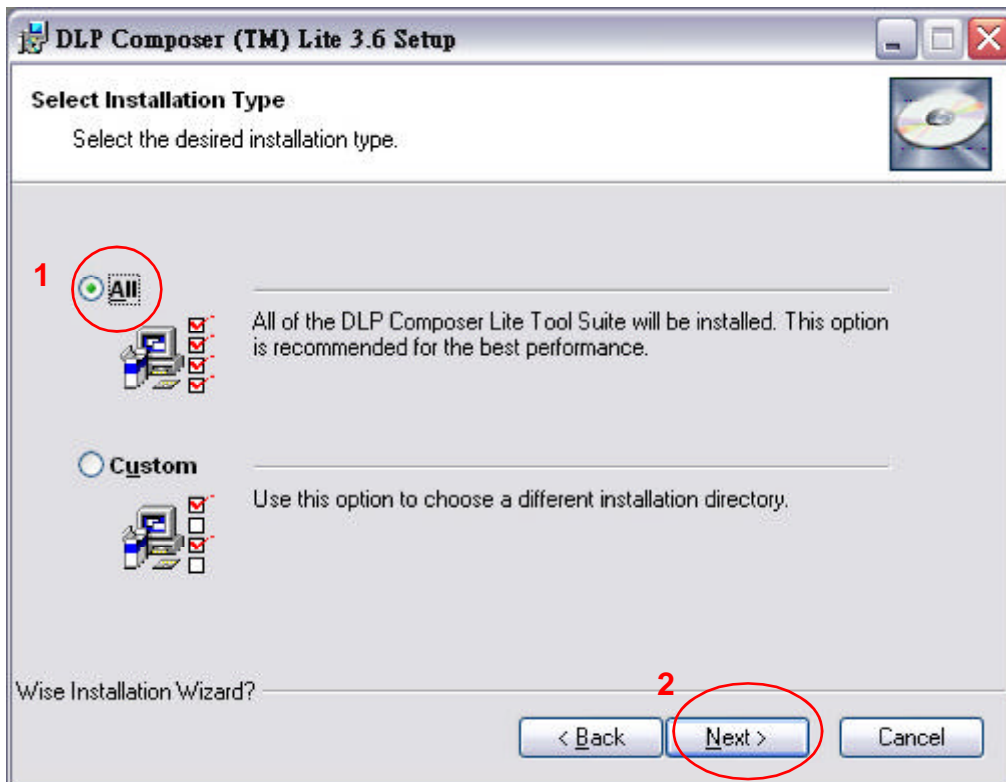 DLP Composer (TM) Lite 3.6 Setup
Select Installation Type
Select the desired installation type.
1
All
All of the DLP Composer Lite Tool Suite will be installed. This option
is recommended for the best performance.
Custom
Use this option to choose a different installation directory.
Wise Installation Wizard?
2
< Back
Next >
Cancel